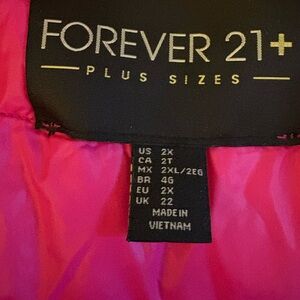 FOREVER 21+
PLUS SIZES
US 2X
CA 2T
MX 2XL/2EG
BR 46
EU 2X
UK 22
MADE IN
VIETNAM